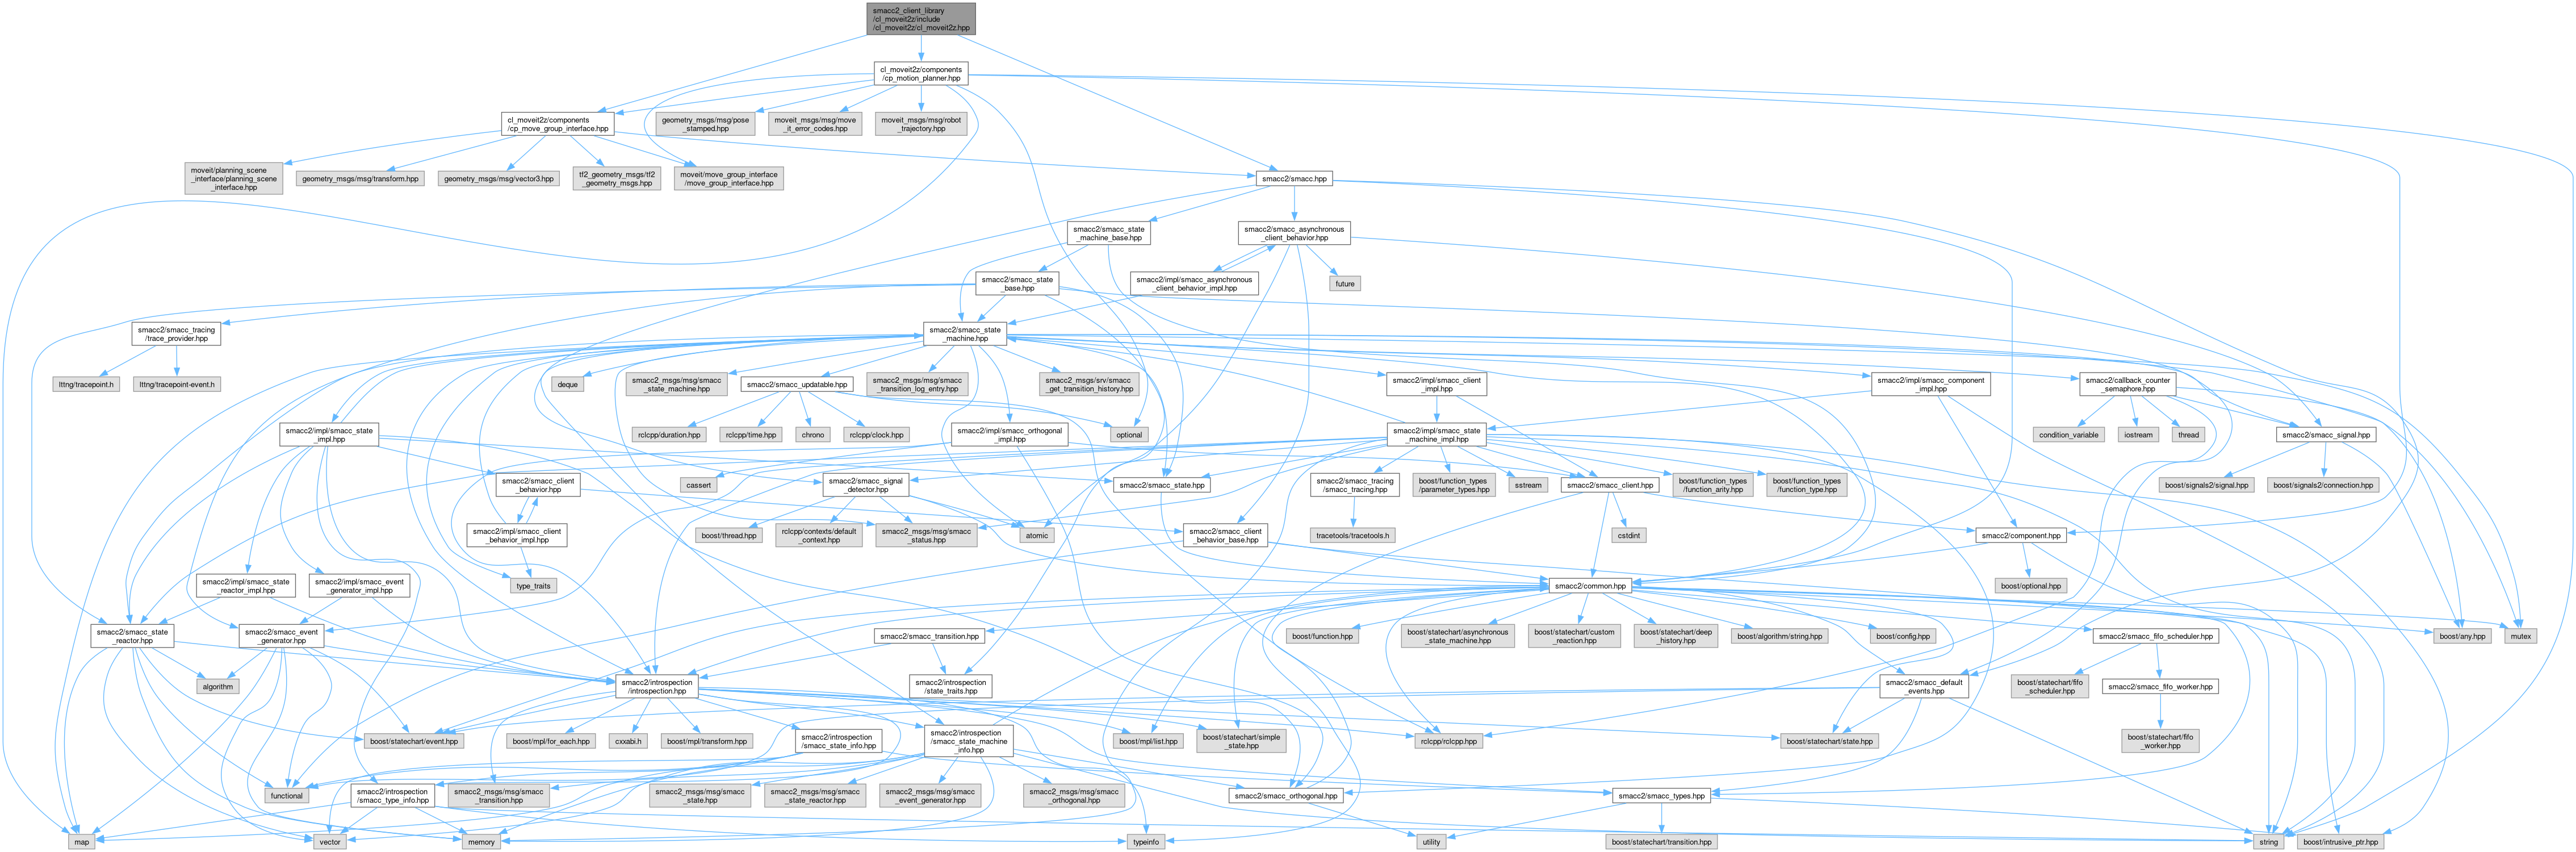 smacc2_client_library
/cl_moveit2z/include
/cl_moveit2z/cl_moveit2z.hpp
cl_moveit2z/components
/cp_motion_planner.hpp
cl_moveit2z/components
/cp_move_group_interface.hpp
geometry_msgs/msg/pose
_stamped.hpp
moveit_msgs/msg/move
_it_error_codes.hpp
moveit_msgs/msg/robot
_trajectory.hpp
moveit/planning_scene
_interface/planning_scene
_interface.hpp
geometry_msgs/msg/transform.hpp
geometry_msgs/msg/vector3.hpp
tf2_geometry_msgs/tf2
_geometry_msgs.hpp
moveit/move_group_interface
/move_group_interface.hpp
smacc2/smacc.hpp
smacc2/smacc_state
_machine_base.hpp
smacc2/smacc_asynchronous
_client_behavior.hpp
smacc2/smacc_state
_base.hpp
smacc2/impl/smacc_asynchronous
_client_behavior_impl.hpp
future
smacc2/smacc_tracing
/trace_provider.hpp
smacc2/smacc_state
_machine.hpp
lttng/tracepoint.h
lttng/tracepoint-event.h
deque
smacc2_msgs/msg/smacc
_state_machine.hpp
smacc2/smacc_updatable.hpp
smacc2_msgs/msg/smacc
_transition_log_entry.hpp
smacc2_msgs/srv/smacc
_get_transition_history.hpp
smacc2/impl/smacc_client
_impl.hpp
smacc2/impl/smacc_component
_impl.hpp
smacc2/callback_counter
_semaphore.hpp
smacc2/impl/smacc_state
_impl.hpp
rclcpp/duration.hpp
rclcpp/time.hpp
chrono
rclcpp/clock.hpp
smacc2/impl/smacc_orthogonal
_impl.hpp
optional
smacc2/impl/smacc_state
_machine_impl.hpp
condition_variable
iostream
thread
smacc2/smacc_signal.hpp
smacc2/smacc_client
_behavior.hpp
cassert
smacc2/smacc_signal
_detector.hpp
smacc2/smacc_state.hpp
smacc2/smacc_tracing
/smacc_tracing.hpp
boost/function_types
/parameter_types.hpp
sstream
smacc2/smacc_client.hpp
boost/function_types
/function_arity.hpp
boost/function_types
/function_type.hpp
boost/signals2/signal.hpp
boost/signals2/connection.hpp
smacc2/impl/smacc_client
_behavior_impl.hpp
boost/thread.hpp
rclcpp/contexts/default
_context.hpp
smacc2_msgs/msg/smacc
_status.hpp
atomic
smacc2/smacc_client
_behavior_base.hpp
tracetools/tracetools.h
cstdint
smacc2/component.hpp
smacc2/impl/smacc_state
_reactor_impl.hpp
smacc2/impl/smacc_event
_generator_impl.hpp
type_traits
smacc2/common.hpp
boost/optional.hpp
smacc2/smacc_state
_reactor.hpp
smacc2/smacc_event
_generator.hpp
smacc2/smacc_transition.hpp
boost/function.hpp
boost/statechart/asynchronous
_state_machine.hpp
boost/statechart/custom
_reaction.hpp
boost/statechart/deep
_history.hpp
boost/algorithm/string.hpp
boost/config.hpp
smacc2/smacc_fifo_scheduler.hpp
boost/any.hpp
mutex
algorithm
smacc2/introspection
/introspection.hpp
smacc2/introspection
/state_traits.hpp
smacc2/smacc_default
_events.hpp
boost/statechart/fifo
_scheduler.hpp
smacc2/smacc_fifo_worker.hpp
boost/statechart/event.hpp
boost/mpl/for_each.hpp
cxxabi.h
boost/mpl/transform.hpp
smacc2/introspection
/smacc_state_info.hpp
smacc2/introspection
/smacc_state_machine
_info.hpp
boost/mpl/list.hpp
boost/statechart/simple
_state.hpp
rclcpp/rclcpp.hpp
boost/statechart/state.hpp
boost/statechart/fifo
_worker.hpp
functional
smacc2/introspection
/smacc_type_info.hpp
smacc2_msgs/msg/smacc
_transition.hpp
smacc2_msgs/msg/smacc
_state.hpp
smacc2_msgs/msg/smacc
_state_reactor.hpp
smacc2_msgs/msg/smacc
_event_generator.hpp
smacc2_msgs/msg/smacc
_orthogonal.hpp
smacc2/smacc_orthogonal.hpp
smacc2/smacc_types.hpp
map
vector
memory
typeinfo
utility
boost/statechart/transition.hpp
string
boost/intrusive_ptr.hpp